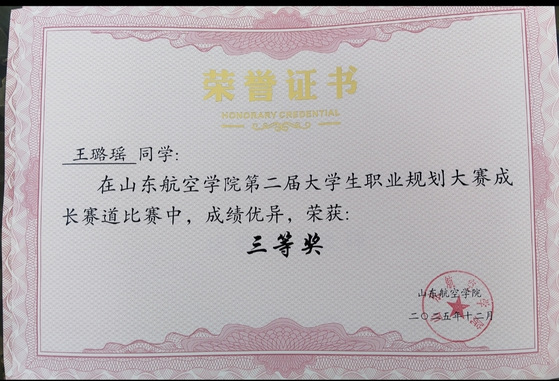 荣誉证书
HONORARY CREDENTIAL
王璐瑶 同学:
在山东航空学院第二届大学生职业规划大赛成
长赛道比赛中，成绩优异，荣获:
三等奖
山东航空学院
二〇二五年十二月